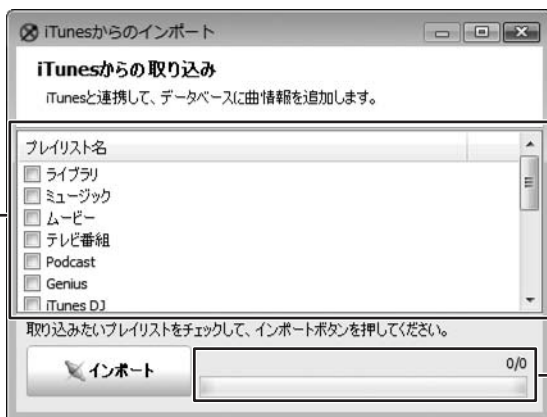 iTunesからのインポート
iTunesからの取り込み
iTunesと連携して、データベースに曲情報を追加します。
プレイリスト名
ライブラリ
ミュージック
ムービー
テレビ番組
Podcast
Genius
iTunes DJ
取り込みたいプレイリストをチェックして、インポートボタンを押してください。
インポート
0/0